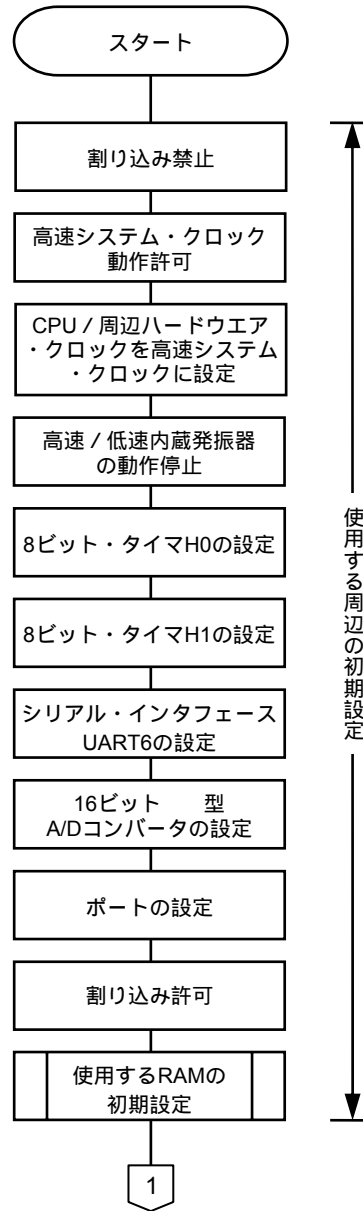 スタート
割り込み禁止
高速システム・クロック
動作許可
CPU / 周辺ハードウエア
・クロックを高速システム
・クロックに設定
高速 / 低速内蔵発振器
の動作停止
8ビット・タイマH0の設定
8ビット・タイマH1の設定
シリアル・インタフェース
UART6の設定
16ビット　　型
A/Dコンバータの設定
ポートの設定
割り込み許可
使用するRAMの
初期設定
1
使用する周辺の初期設定